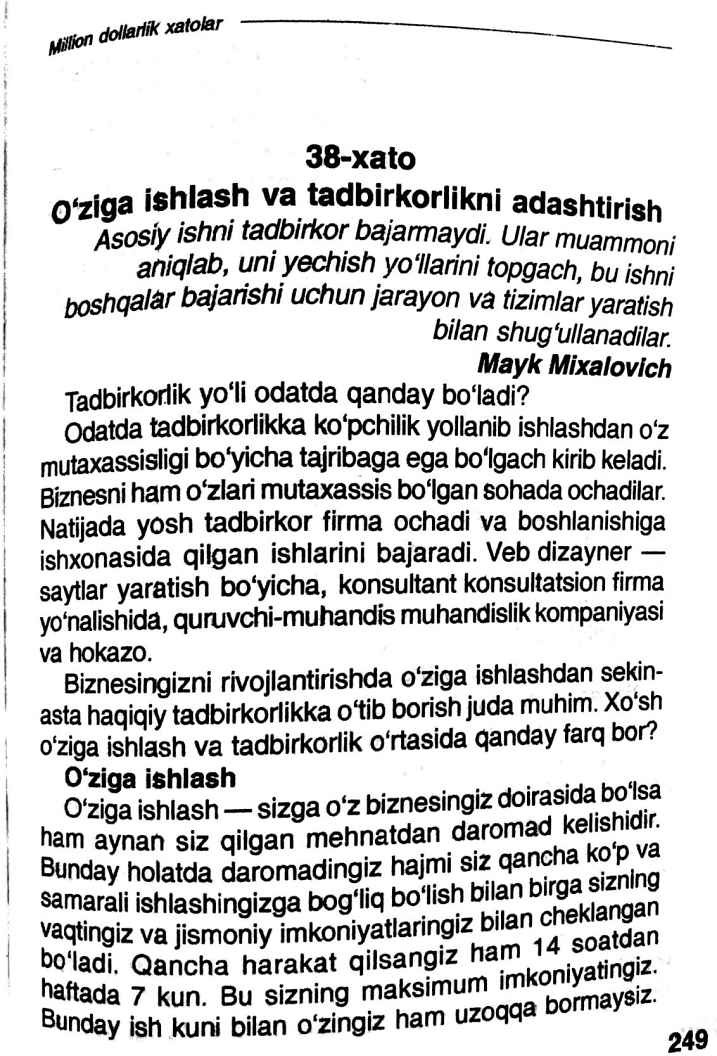 Million dollarlik xatolar
38-xato
O‘ziga ishlash va tadbirkorlikni adashtirish
Asosiy ishni tadbirkor bajarmaydi. Ular muammoni
aniqlab, uni yechish yo‘llarini topgach, bu ishni
boshqalar bajarishi uchun jarayon va tizimlar yaratish
bilan shug‘ullanadilar.
Mayk Mixalovich
Tadbirkorlik yo‘li odatda qanday bo‘ladi?
Odatda tadbirkorlikka ko‘pchilik yollanib ishlashdan o‘z
mutaxassisligi bo‘yicha tajribaga ega bo‘lgach kirib keladi.
Biznesni ham o‘zlari mutaxassis bo‘lgan sohada ochadilar.
Natijada yosh tadbirkor firma ochadi va boshlanishiga
ishxonasida qilgan ishlarini bajaradi. Veb dizayner —
saytlar yaratish bo‘yicha, konsultant konsultatsion firma
yo‘nalishida, quruvchi-muhandis muhandislik kompaniyasi
va hokazo.
Biznesingizni rivojlantirishda o‘ziga ishlashdan sekin-
asta haqiqiy tadbirkorlikka o‘tib borish juda muhim. Xo‘sh
o‘ziga ishlash va tadbirkorlik o‘rtasida qanday farq bor?
O‘ziga ishlash
O‘ziga ishlash — sizga o‘z biznesingiz doirasida bo‘lsa
ham aynan siz qilgan mehnatdan daromad kelishidir.
Bunday holatda daromadingiz hajmi siz qancha ko‘p va
samarali ishlashingizga bog‘liq bo‘lish bilan birga sizning
vaqtingiz va jismoniy imkoniyatlaringiz bilan cheklangan
bo‘ladi. Qancha harakat qilsangiz ham 14 soatdan
haftada 7 kun. Bu sizning maksimum imkoniyatingiz.
Bunday ish kuni bilan o‘zingiz ham uzoqqa bormaysiz.
249